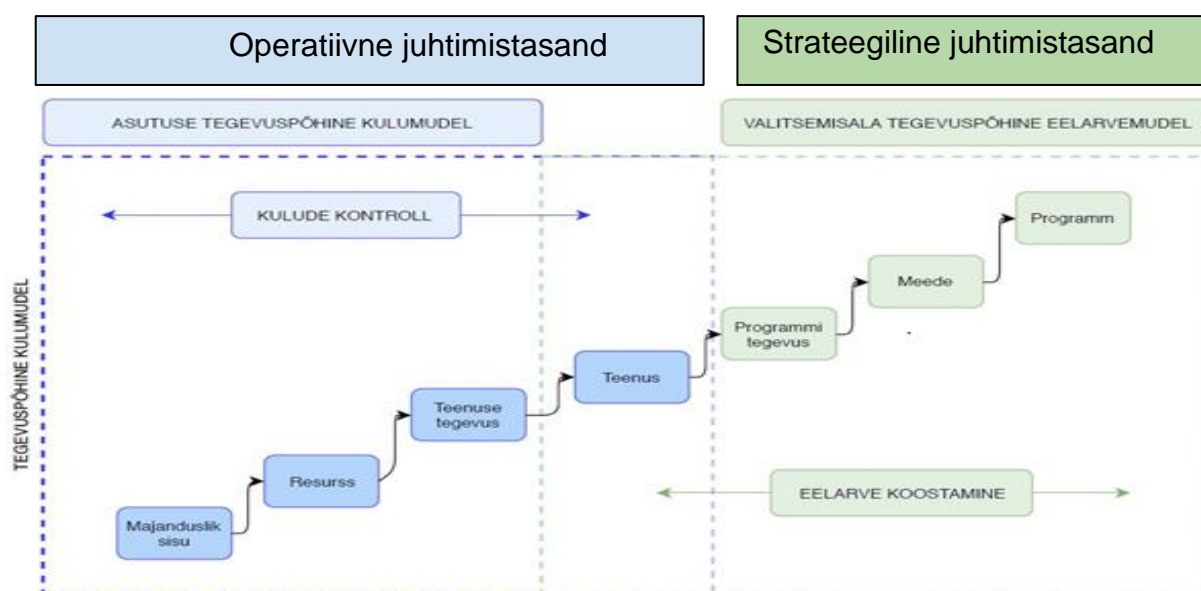 Operatiivne juhtimistasand
Strateegiline juhtimistasand
ASUTUSE TEGEVUSPÕHINE KULUMUDEL
VALITSEMISALA TEGEVUSPÕHINE EELARVEMUDEL
KULUDE KONTROLL
Programm
Meede
Programmi
tegevus
Teenus
Teenuse
tegevus
Resurss
Majanduslik
sisu
EELARVE KOOSTAMINE
TEGEVUSPÕHINE KULUMUDEL